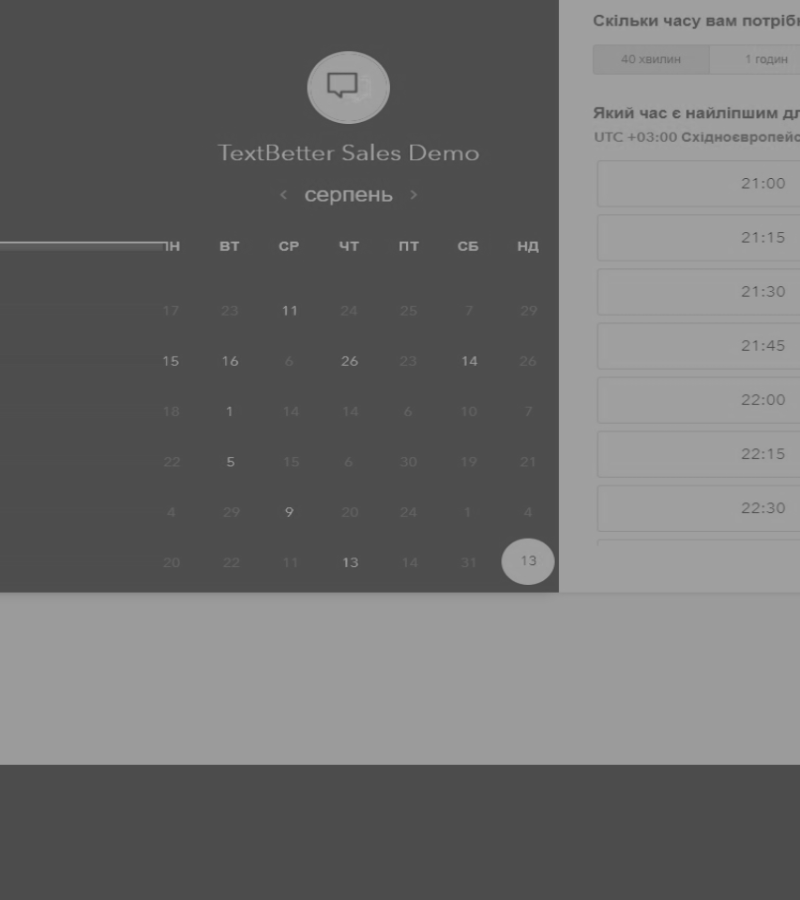 TextBetter Sales Demo
‹ серпень ›
ПН ВТ СР ЧТ ПТ СБ НД
17 23 11 24 25 7 29
15 16 6 26 23 14 26
18 1 14 14 6 10 7
22 5 15 6 30 19 21
4 29 9 20 24 1 4
20 22 11 13 14 31 13
Скільки часу вам
40 хвилин 1 годин
Який час є найліпшим
UTC +03:00
21:00
21:15
21:30
21:45
22:00
22:15
22:30